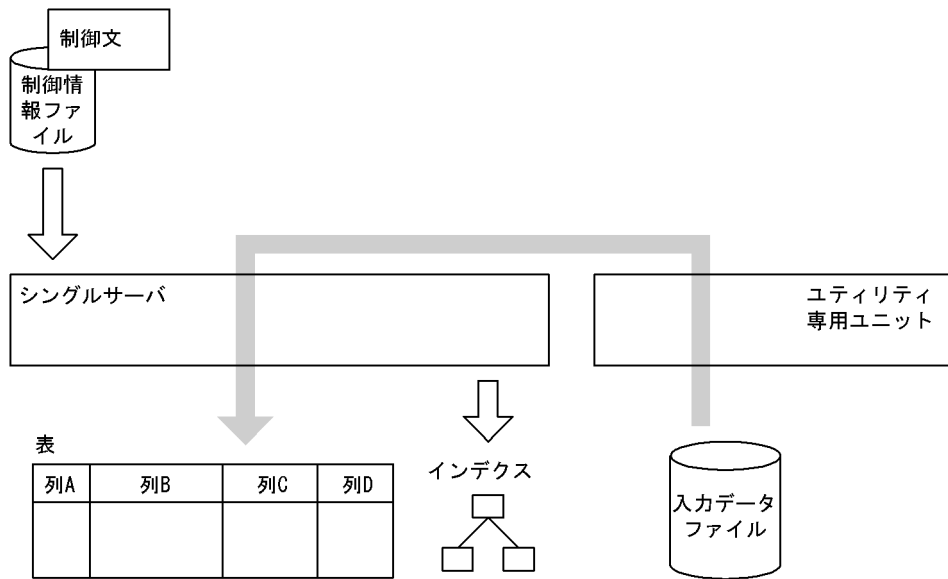 制御文
制御情
報ファ
イル
シングルサーバ
ユティリティ
専用ユニット
表
列A 列B 列C 列D
インデクス
入力データ
ファイル